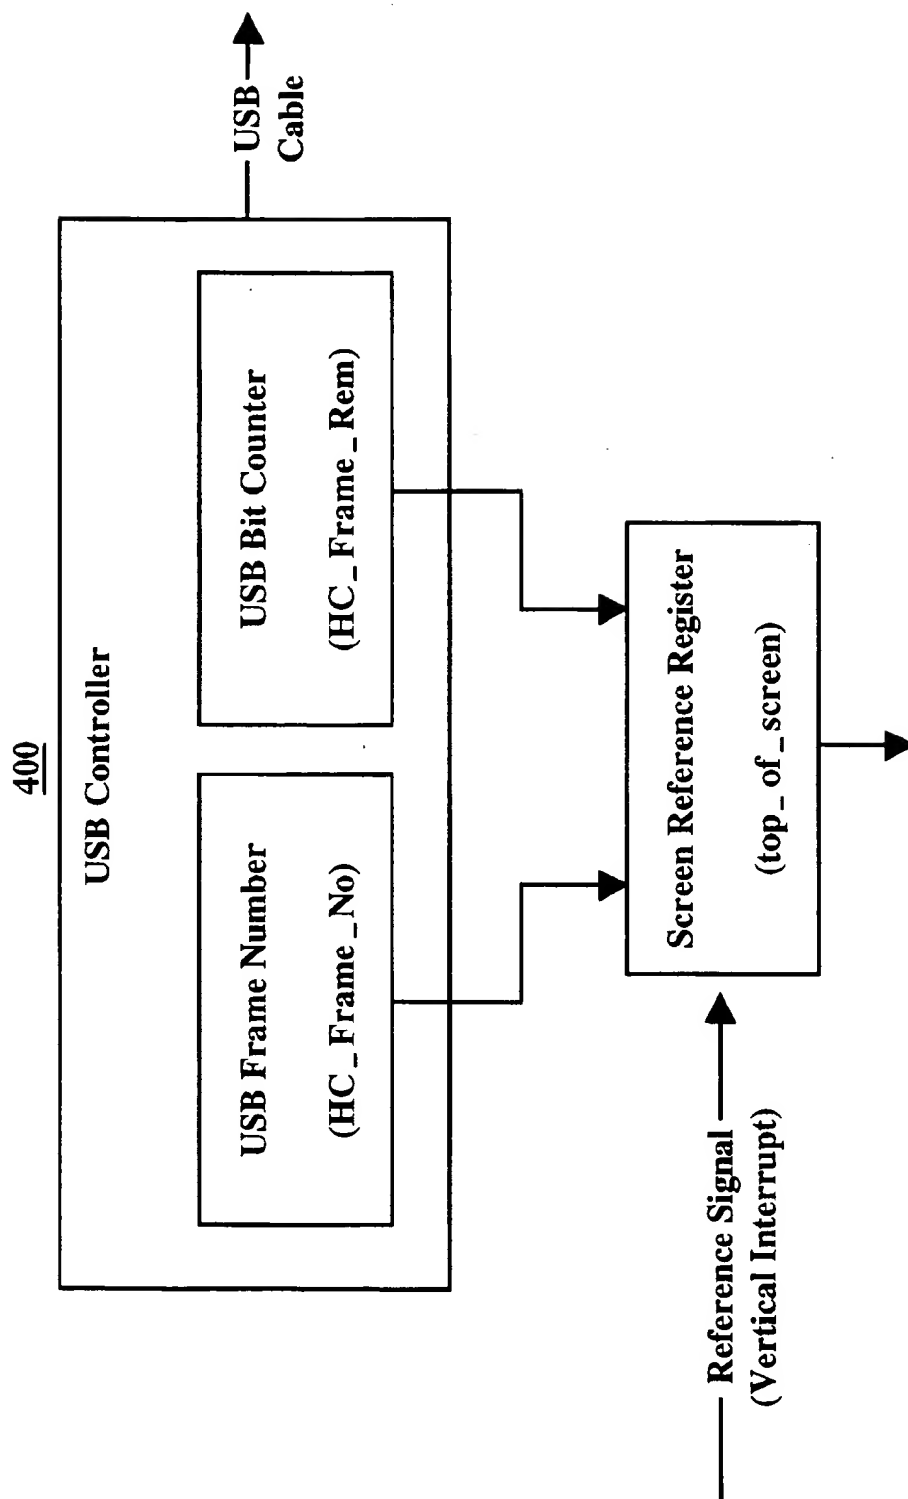 400
USB Controller
USB Frame Number
(HC_Frame_No)
USB Bit Counter
(HC_Frame_Rem)
USB
Cable
Reference Signal
(Vertical Interrupt)
Screen Reference Register
(top_of_screen)